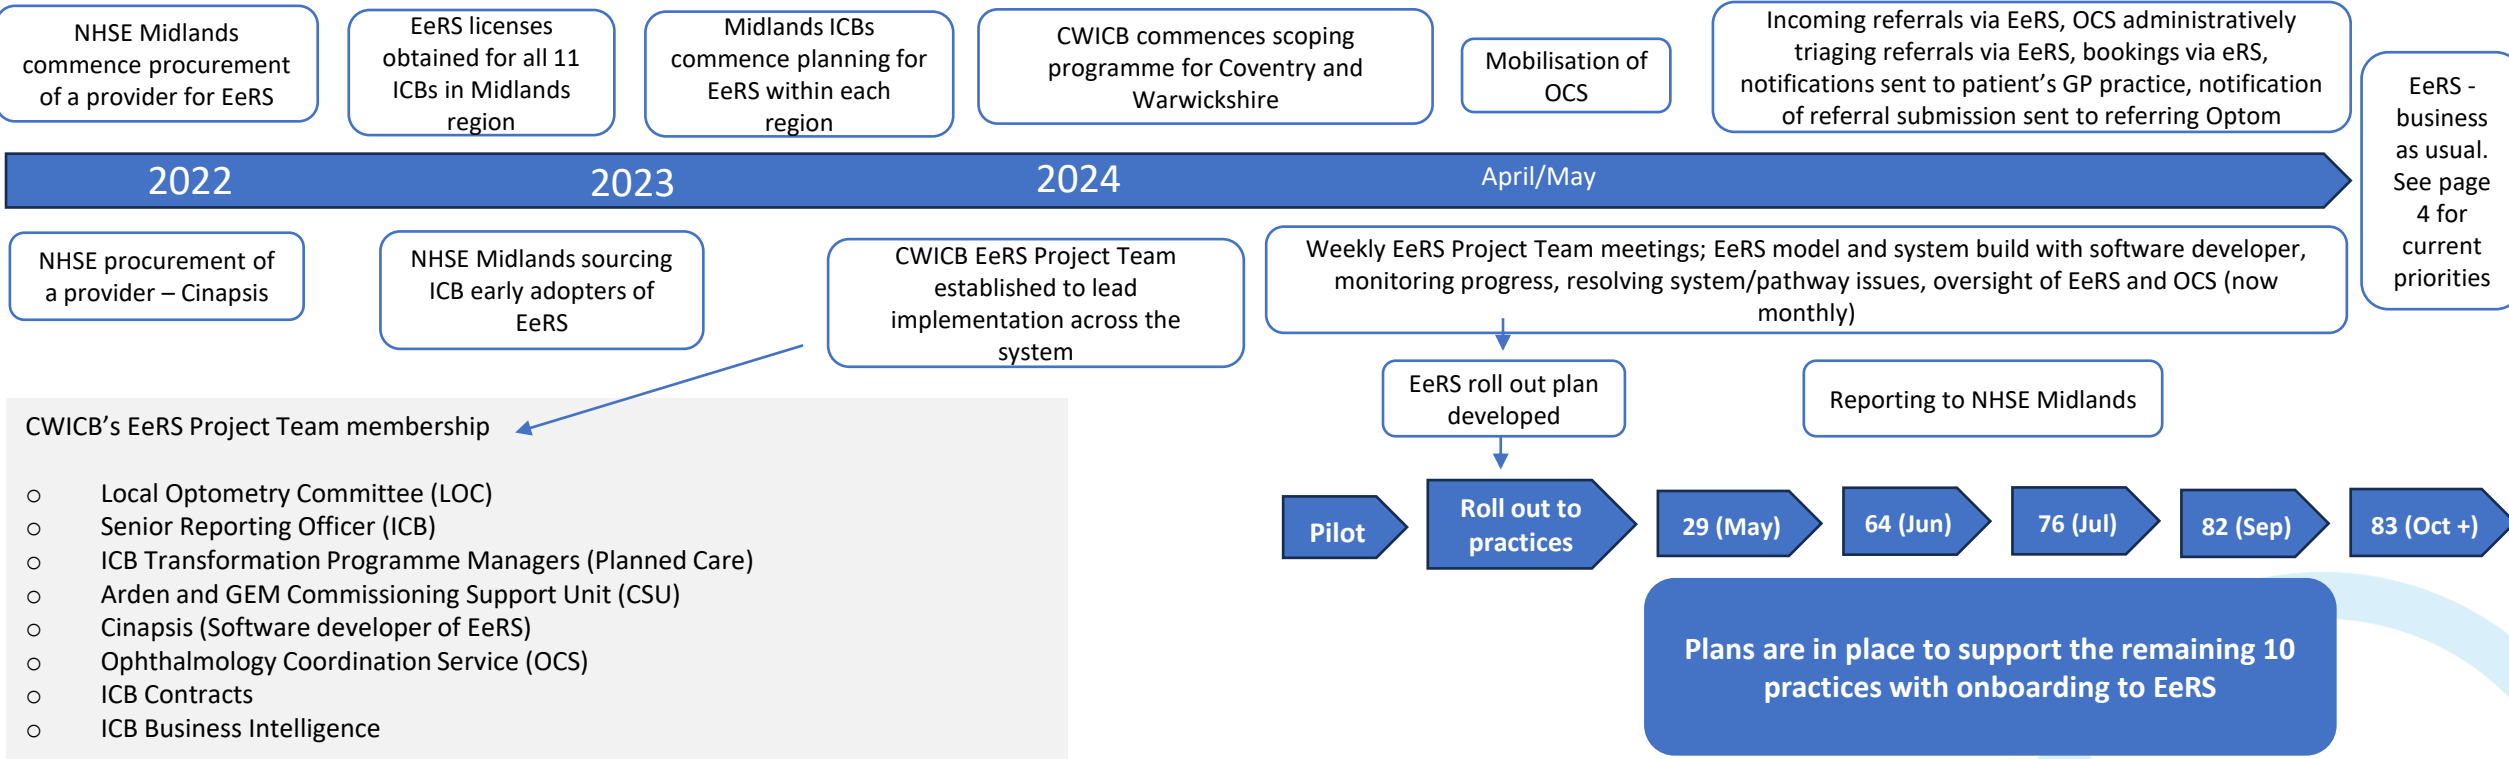 NHSE Midlands
commence procurement
of a provider for EeRS
EeRS licenses
obtained for all 11
ICBs in Midlands
region
Midlands ICBs
commence planning for
EeRS within each
region
CWICB commences scoping
programme for Coventry and
Warwickshire
Mobilisation of
OCS
Incoming referrals via EeRS, OCS administratively
triaging referrals via EeRS, bookings via eRS,
notifications sent to patient’s GP practice, notification
of referral submission sent to referring Optom
EeRS -
business
as usual.
See page
4 for
current
priorities
2022
2023
2024
April/May
NHSE procurement of
a provider – Cinapsis
NHSE Midlands sourcing
ICB early adopters of
EeRS
CWICB EeRS Project Team
established to lead
implementation across the
system
Weekly EeRS Project Team meetings; EeRS model and system build with software developer,
monitoring progress, resolving system/pathway issues, oversight of EeRS and OCS (now
monthly)
EeRS roll out plan
developed
Reporting to NHSE Midlands
CWICB’s EeRS Project Team membership
o Local Optometry Committee (LOC)
o Senior Reporting Officer (ICB)
o ICB Transformation Programme Managers (Planned Care)
o Arden and GEM Commissioning Support Unit (CSU)
o Cinapsis (Software developer of EeRS)
o Ophthalmology Coordination Service (OCS)
o ICB Contracts
o ICB Business Intelligence
Pilot
Roll out to
practices
29 (May)
64 (Jun)
76 (Jul)
82 (Sep)
83 (Oct +)
Plans are in place to support the remaining 10
practices with onboarding to EeRS